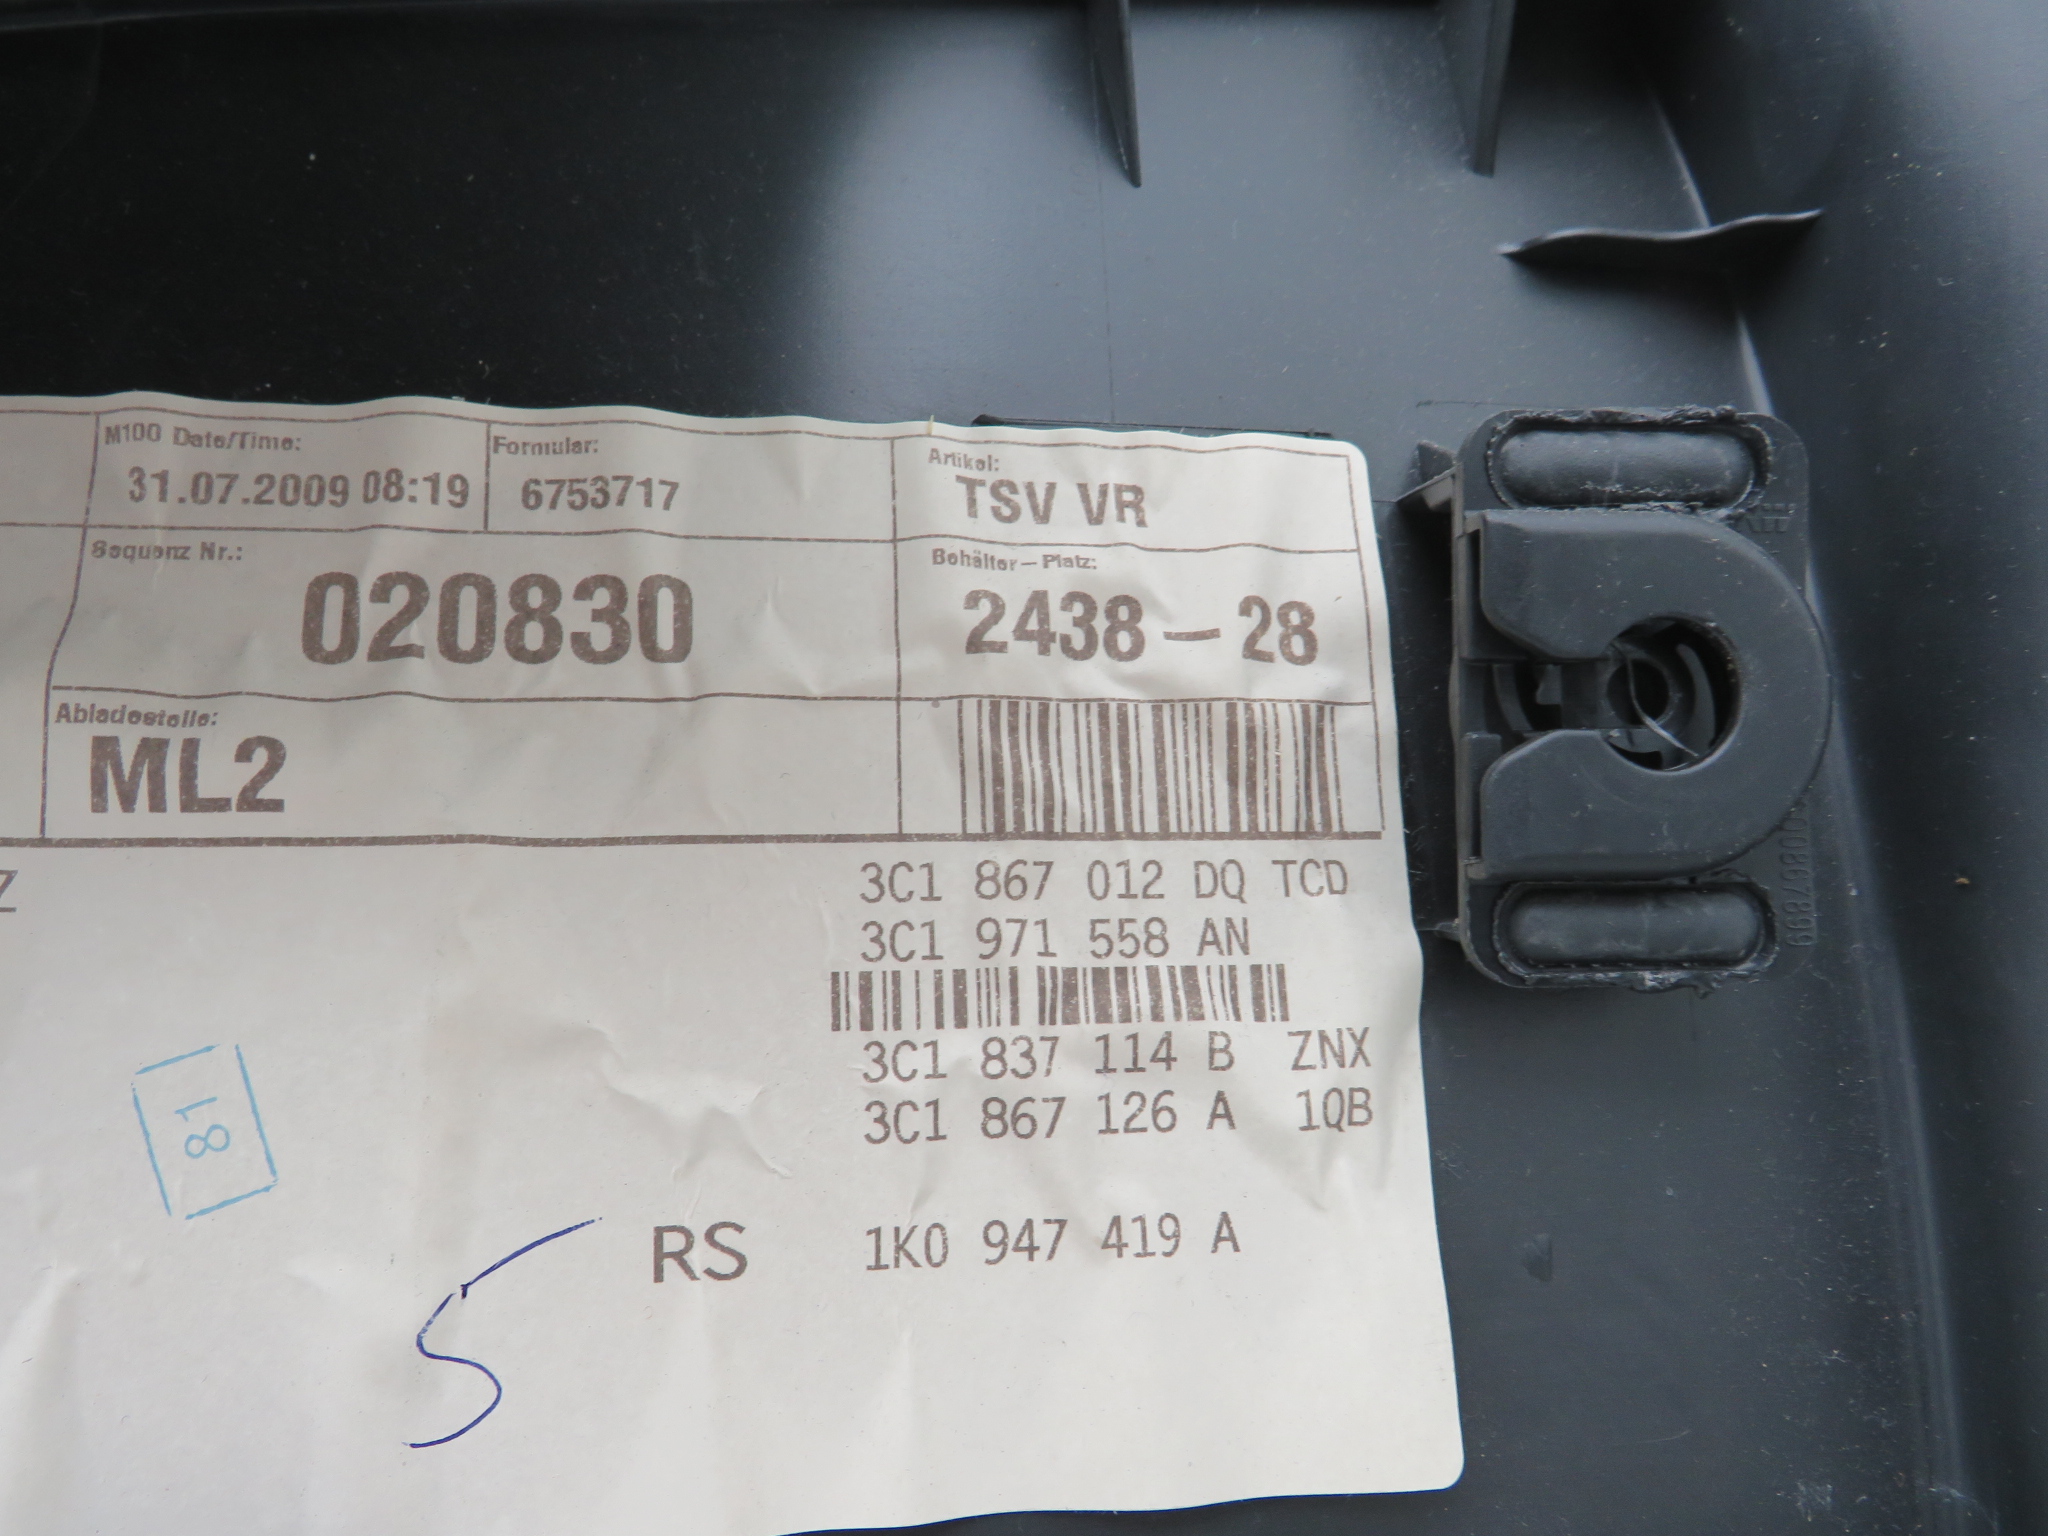 M100 Date/Time:
31.07.2009 08:19
Formular:
6753717
Artikel:
TSV VR
Sequenz Nr.:
020830
Behälter-Platz:
2438-28
Abladestelle:
ML2
Z
3C1 867 012 DQ TCD
3C1 971 558 AN
3C1 837 114 B ZNX
3C1 867 126 A 1QB
81
RS 1K0 947 419 A
S